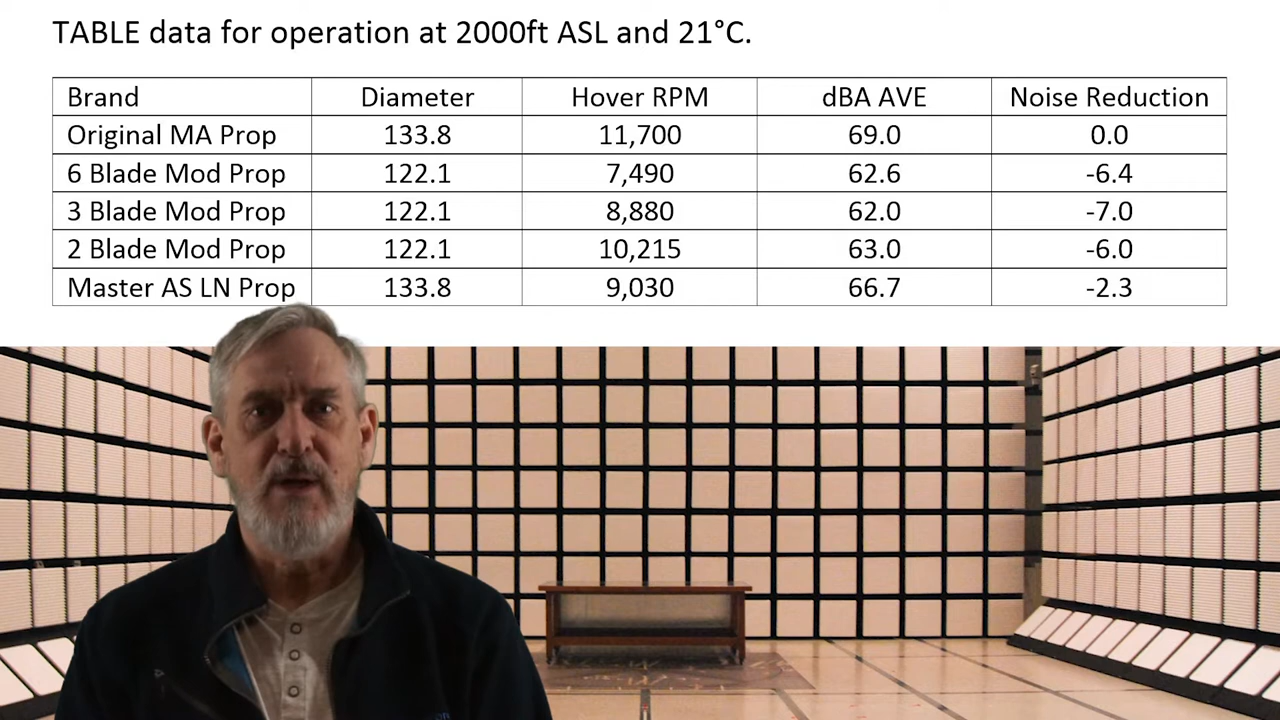 TABLE data for operation at 2000ft ASL and 21°C.
Brand Diameter Hover RPM dBA AVE Noise Reduction
Original MA Prop 133.8 11,700 69.0 0.0
6 Blade Mod Prop 122.1 7,490 62.6 -6.4
3 Blade Mod Prop 122.1 8,880 62.0 -7.0
2 Blade Mod Prop 122.1 10,215 63.0 -6.0
Master AS LN Prop 133.8 9,030 66.7 -2.3